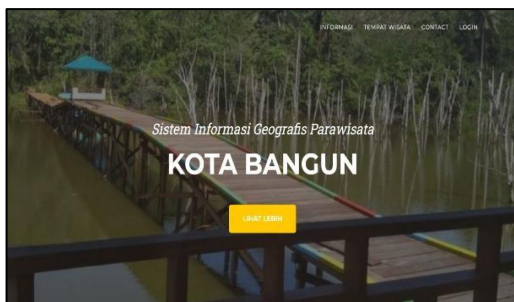 INFORMASI TEMPAT WISATA CONTACT LOGIN
Sistem Informasi Geografis Parawisata
KOTA BANGUN
LIHAT LEBIH